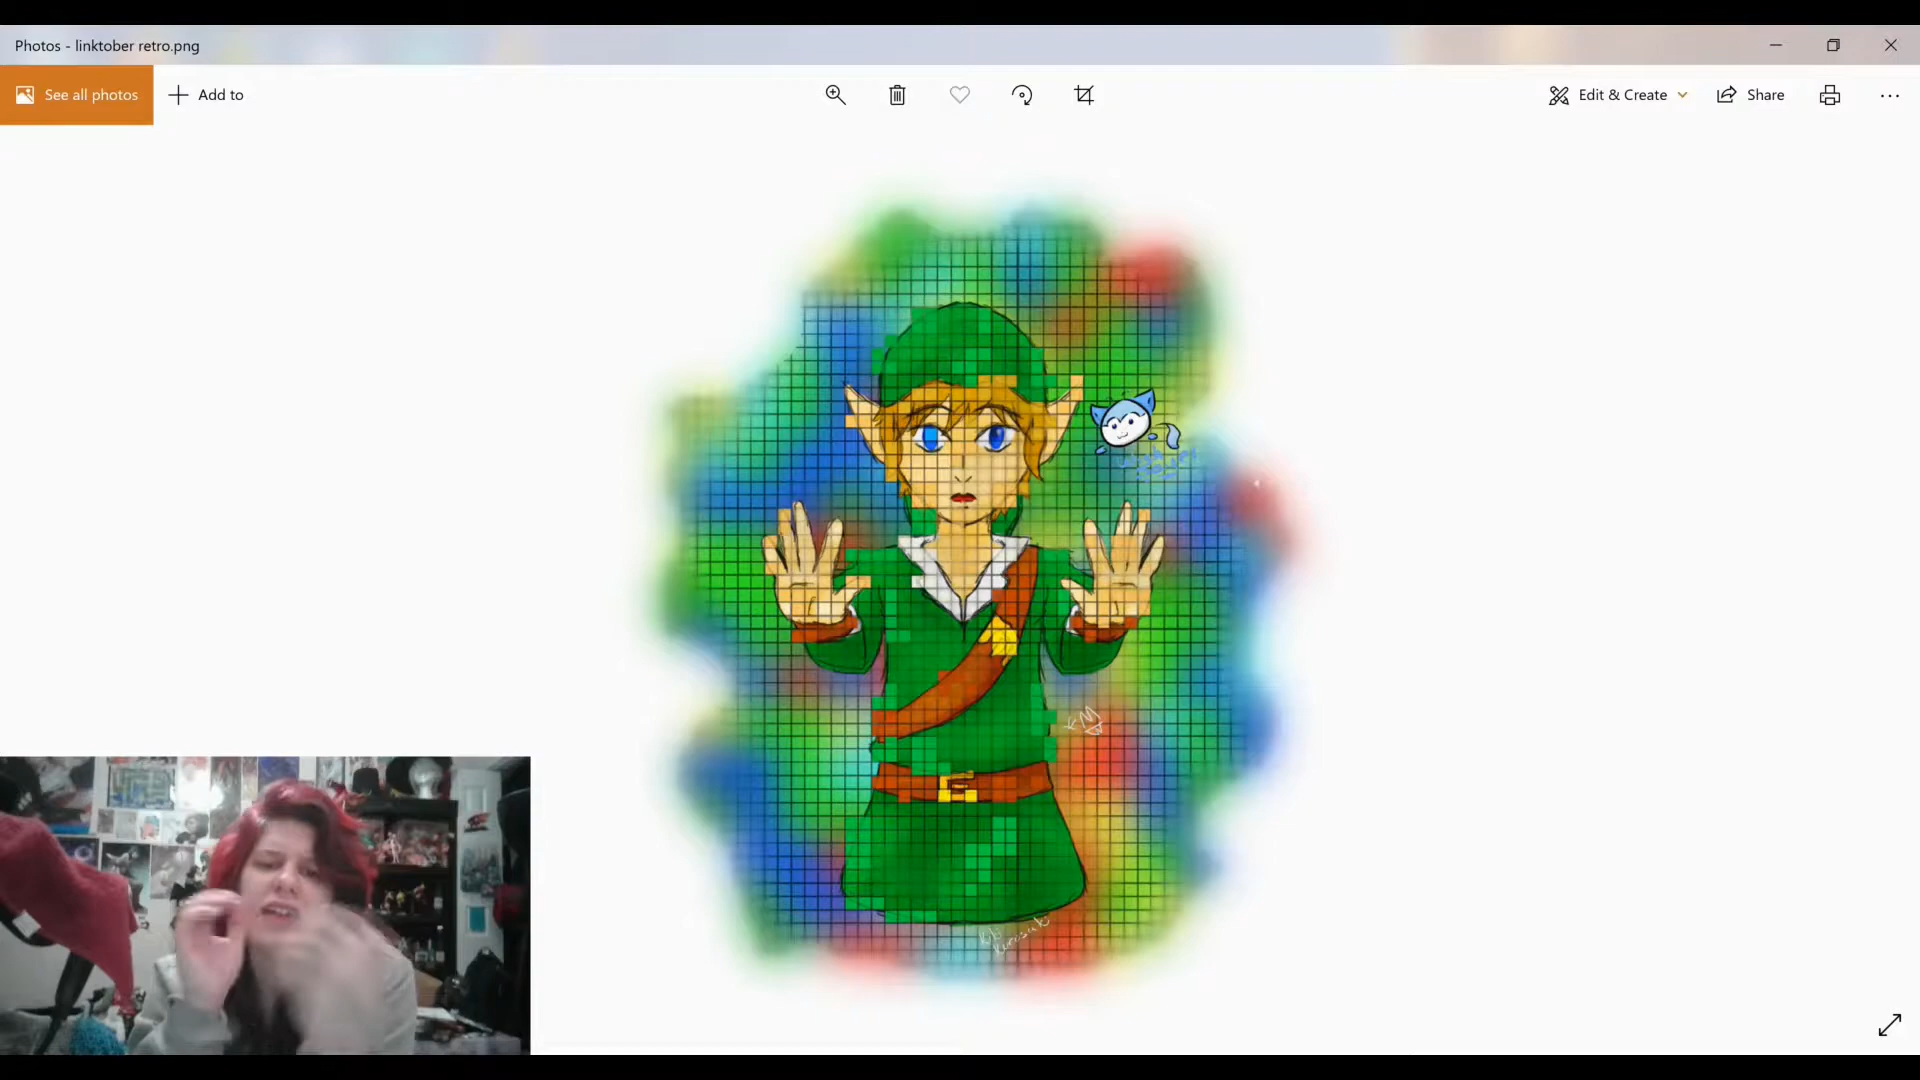 Photos - linktober retro.png
See all photos
Add to
Edit & Create
Share